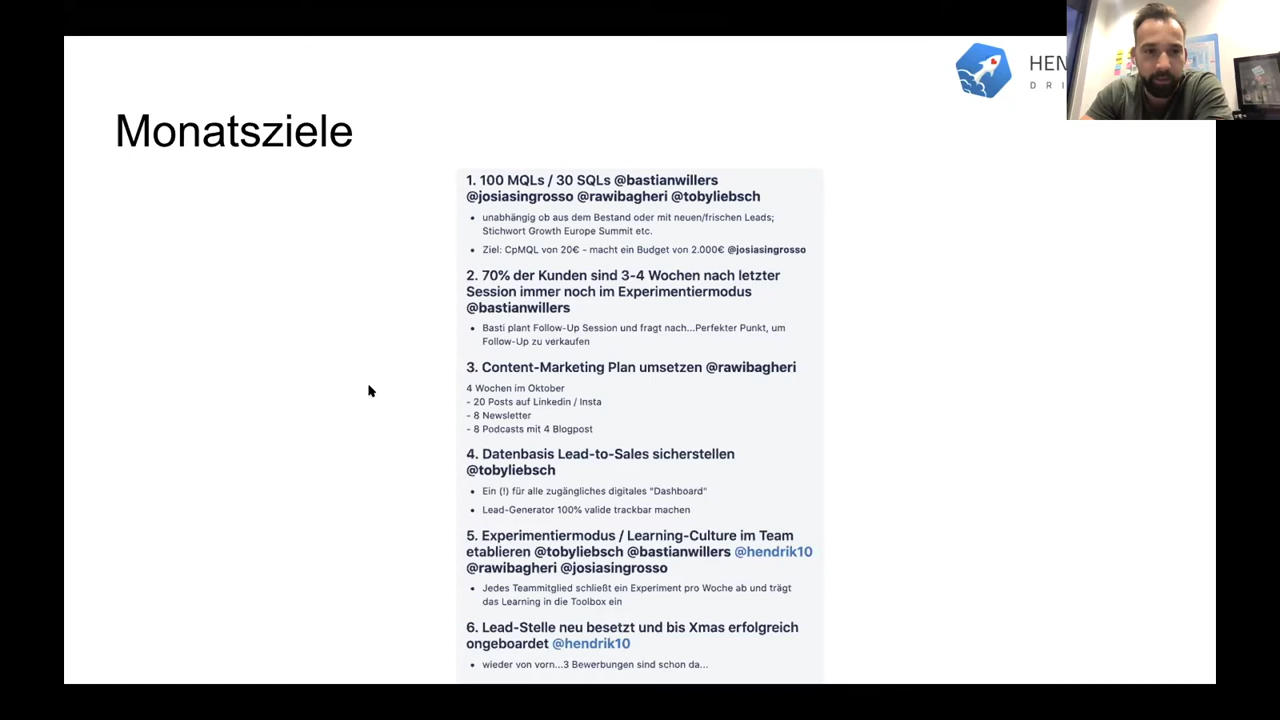 HEN
DRI
Monatsziele
1. 100 MQLs / 30 SQLs @bastianwillers
@josiasingrosso @rawibagheri @tobyliebsch
• unabhängig ob aus dem Bestand oder mit neuen/frischen Leads;
Stichwort Growth Europe Summit etc.
• Ziel: CpMQL von 20€ - macht ein Budget von 2.000€ @josiasingrosso
2. 70% der Kunden sind 3-4 Wochen nach letzter
Session immer noch im Experimentiermodus
@bastianwillers
• Basti plant Follow-Up Session und fragt nach...Perfekter Punkt, um
Follow-Up zu verkaufen
3. Content-Marketing Plan umsetzen @rawibagheri
4 Wochen im Oktober
- 20 Posts auf Linkedin / Insta
- 8 Newsletter
- 8 Podcasts mit 4 Blogpost
4. Datenbasis Lead-to-Sales sicherstellen
@tobyliebsch
• Ein (!) für alle zugängliches digitales "Dashboard"
• Lead-Generator 100% valide trackbar machen
5. Experimentiermodus / Learning-Culture im Team
etablieren @tobyliebsch @bastianwillers @hendrik10
@rawibagheri @josiasingrosso
• Jedes Teammitglied schließt ein Experiment pro Woche ab und trägt
das Learning in die Toolbox ein
6. Lead-Stelle neu besetzt und bis Xmas erfolgreich
ongeboardet @hendrik10
• wieder von vorn...3 Bewerbungen sind schon da...